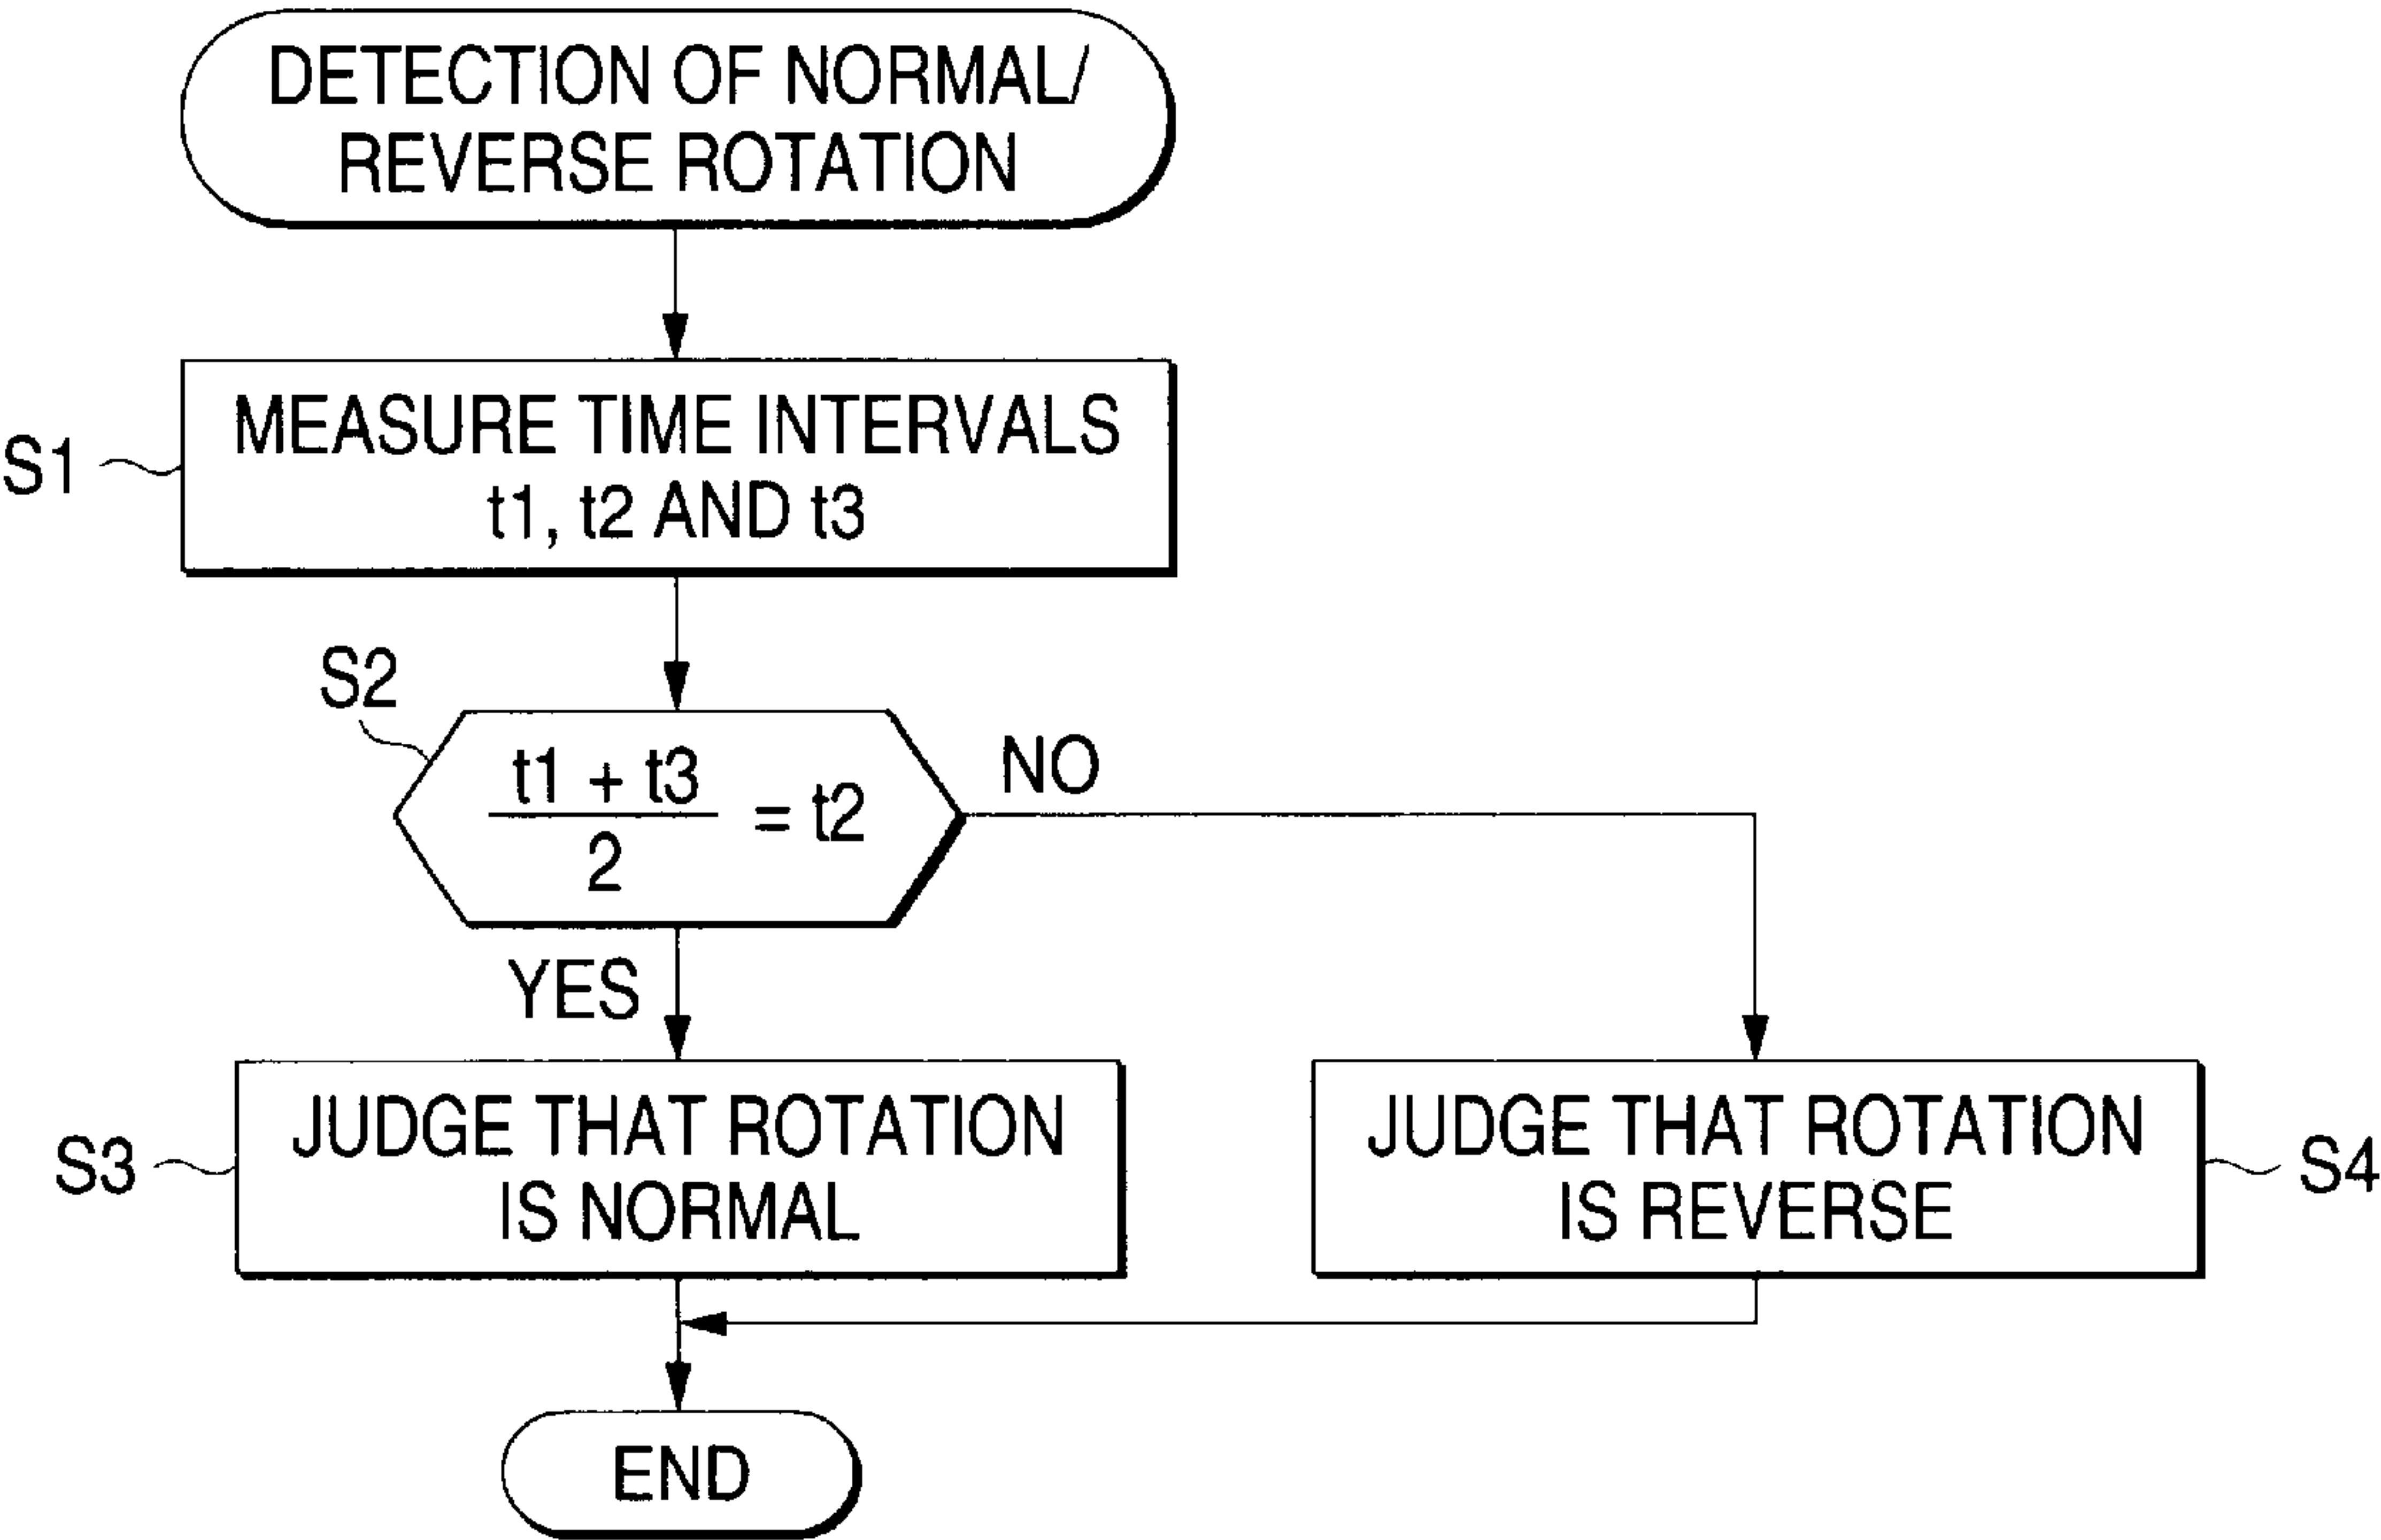 DETECTION OF NORMAL/
REVERSE ROTATION
S1
MEASURE TIME INTERVALS
t1, t2 AND t3
S2
t1 + t3
2
= t2
NO
YES
S3
JUDGE THAT ROTATION
IS NORMAL
JUDGE THAT ROTATION
IS REVERSE
S4
END